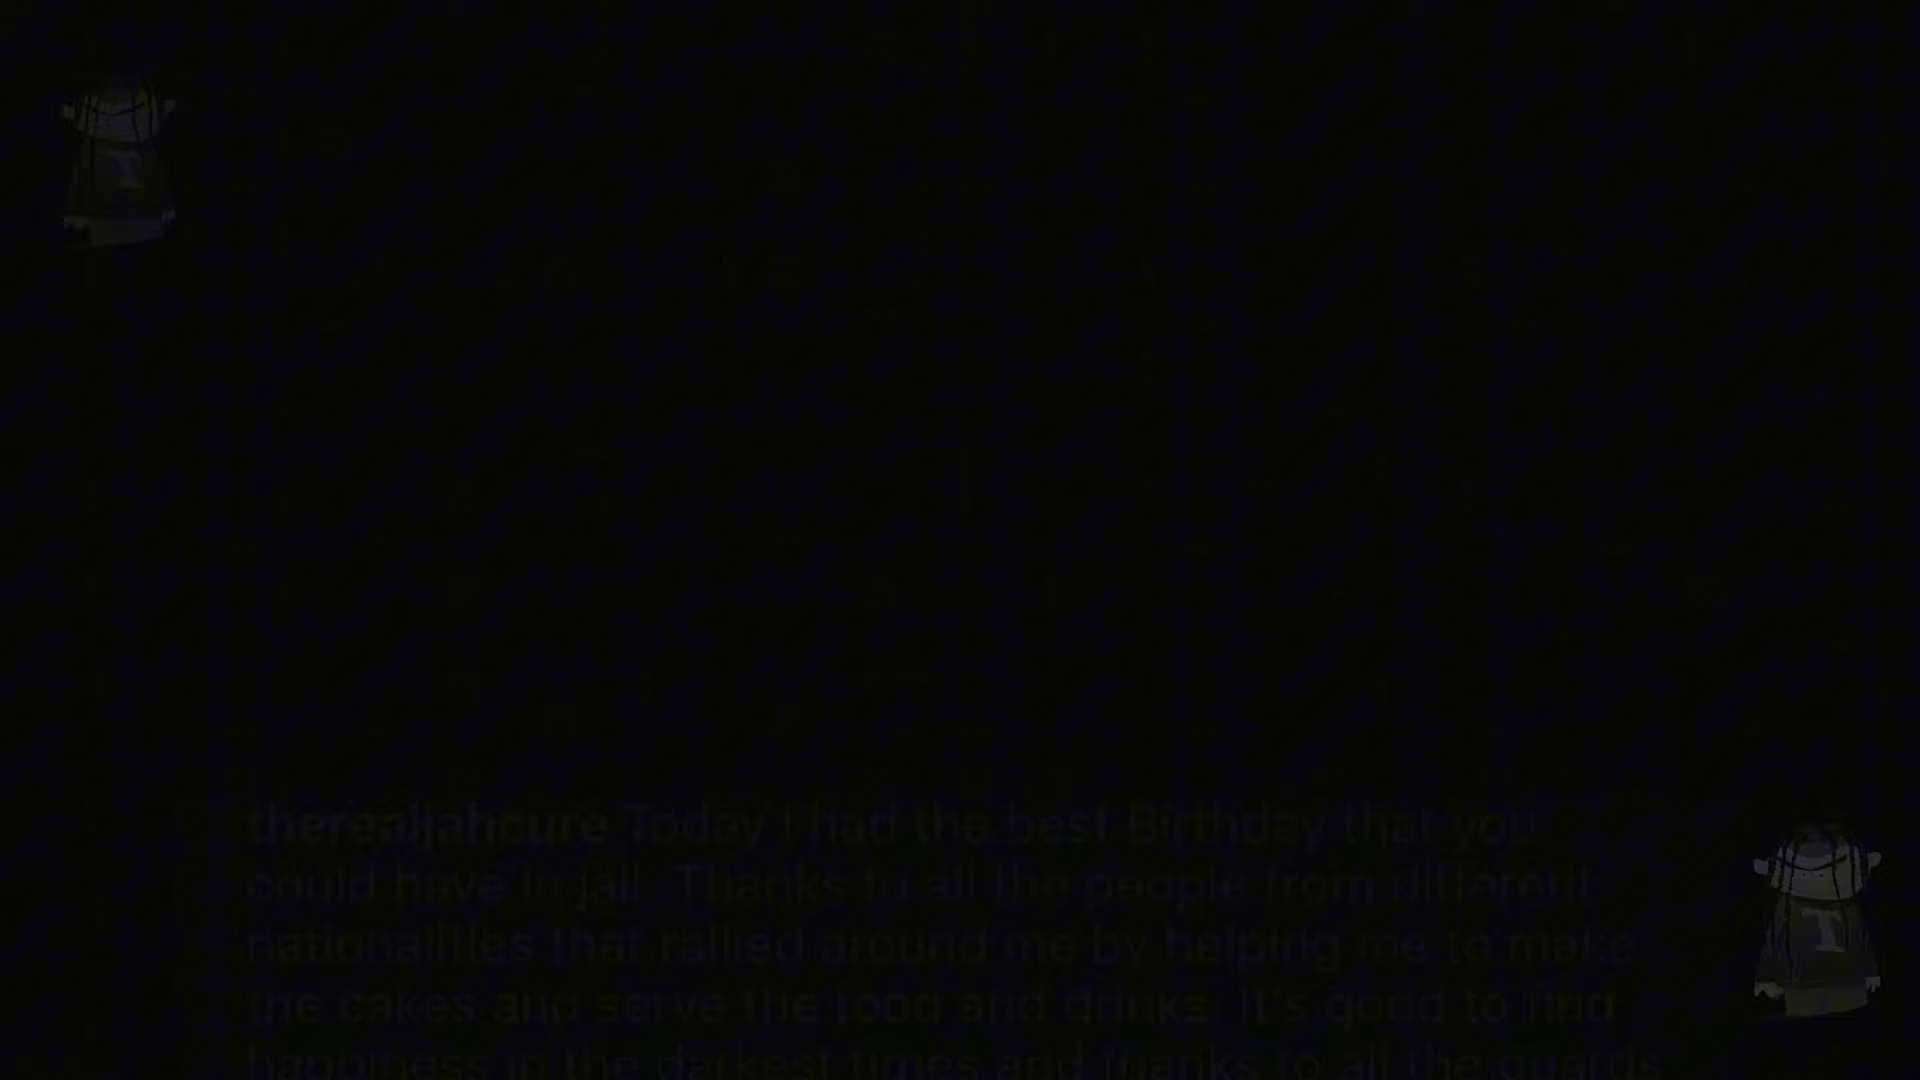 T
therealjahcure Today I had the best Birthday that you
could have in jail. Thanks to all the people from different
nationalities that rallied around me by helping me to make
the cakes and serve the food and drinks. It's good to find
happiness in the darkest times and thanks to all the guards
T